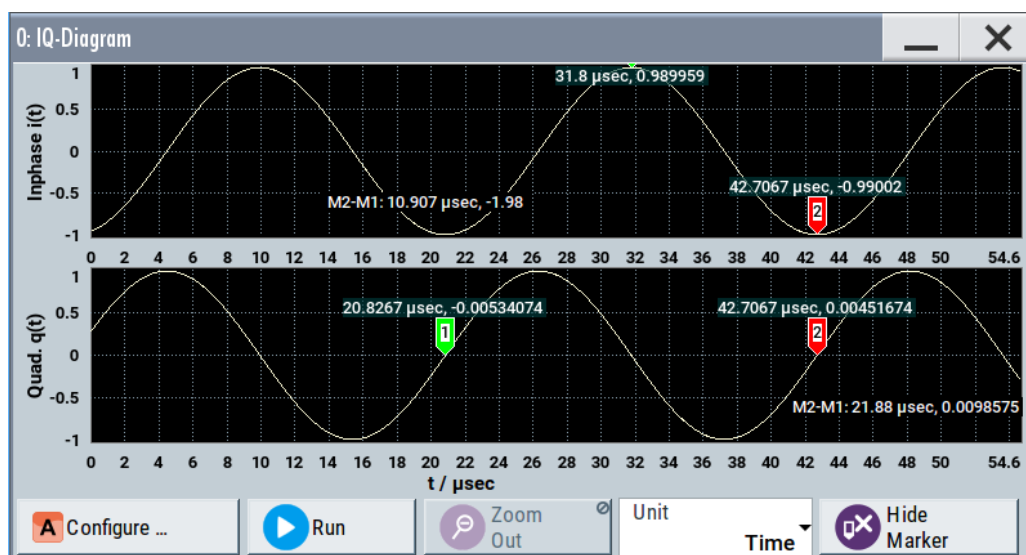 0: IQ-Diagram
Inphase i(t)
1
0.5
0
-0.5
-1
31.8 µsec, 0.989959
42.7067 µsec, -0.99002
M2-M1: 10.907 µsec, -1.98
2
0 2 4 6 8 10 12 14 16 18 20 22 24 26 28 30 32 34 36 38 40 42 44 46 48 50 54.6
Quad. q(t)
1
0.5
0
-0.5
-1
20.8267 µsec, -0.00534074
42.7067 µsec, 0.00451674
1
2
M2-M1: 21.88 µsec, 0.0098575
0 2 4 6 8 10 12 14 16 18 20 22 24 26 28 30 32 34 36 38 40 42 44 46 48 50 54.6
t / µsec
A Configure ...
Run
Zoom
Out
Unit
Time
Hide
Marker